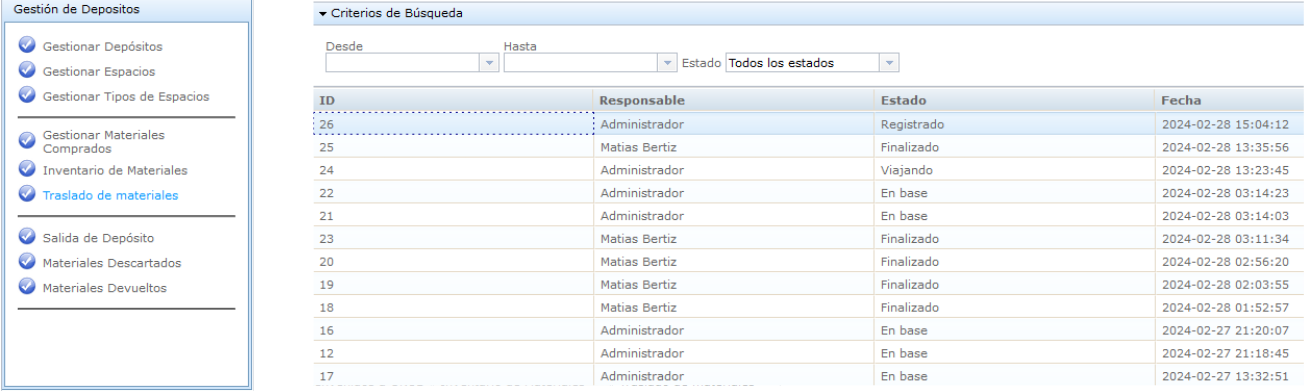 Gestión de Depositos
Gestionar Depósitos
Gestionar Espacios
Gestionar Tipos de Espacios
Gestionar Materiales
Comprados
Inventario de Materiales
Traslado de materiales
Salida de Depósito
Materiales Descartados
Materiales Devueltos
Criterios de Búsqueda
Desde Hasta
Estado Todos los estados
ID Responsable Estado Fecha
26 Administrador Registrado 2024-02-28 15:04:12
25 Matias Bertiz Finalizado 2024-02-28 13:35:56
24 Administrador Viajando 2024-02-28 13:23:45
22 Administrador En base 2024-02-28 03:14:23
21 Administrador En base 2024-02-28 03:14:03
23 Matias Bertiz Finalizado 2024-02-28 03:11:34
20 Matias Bertiz Finalizado 2024-02-28 02:56:20
19 Matias Bertiz Finalizado 2024-02-28 02:03:55
18 Matias Bertiz Finalizado 2024-02-28 01:52:57
16 Administrador En base 2024-02-27 21:20:07
12 Administrador En base 2024-02-27 21:18:45
17 Administrador En base 2024-02-27 13:32:51